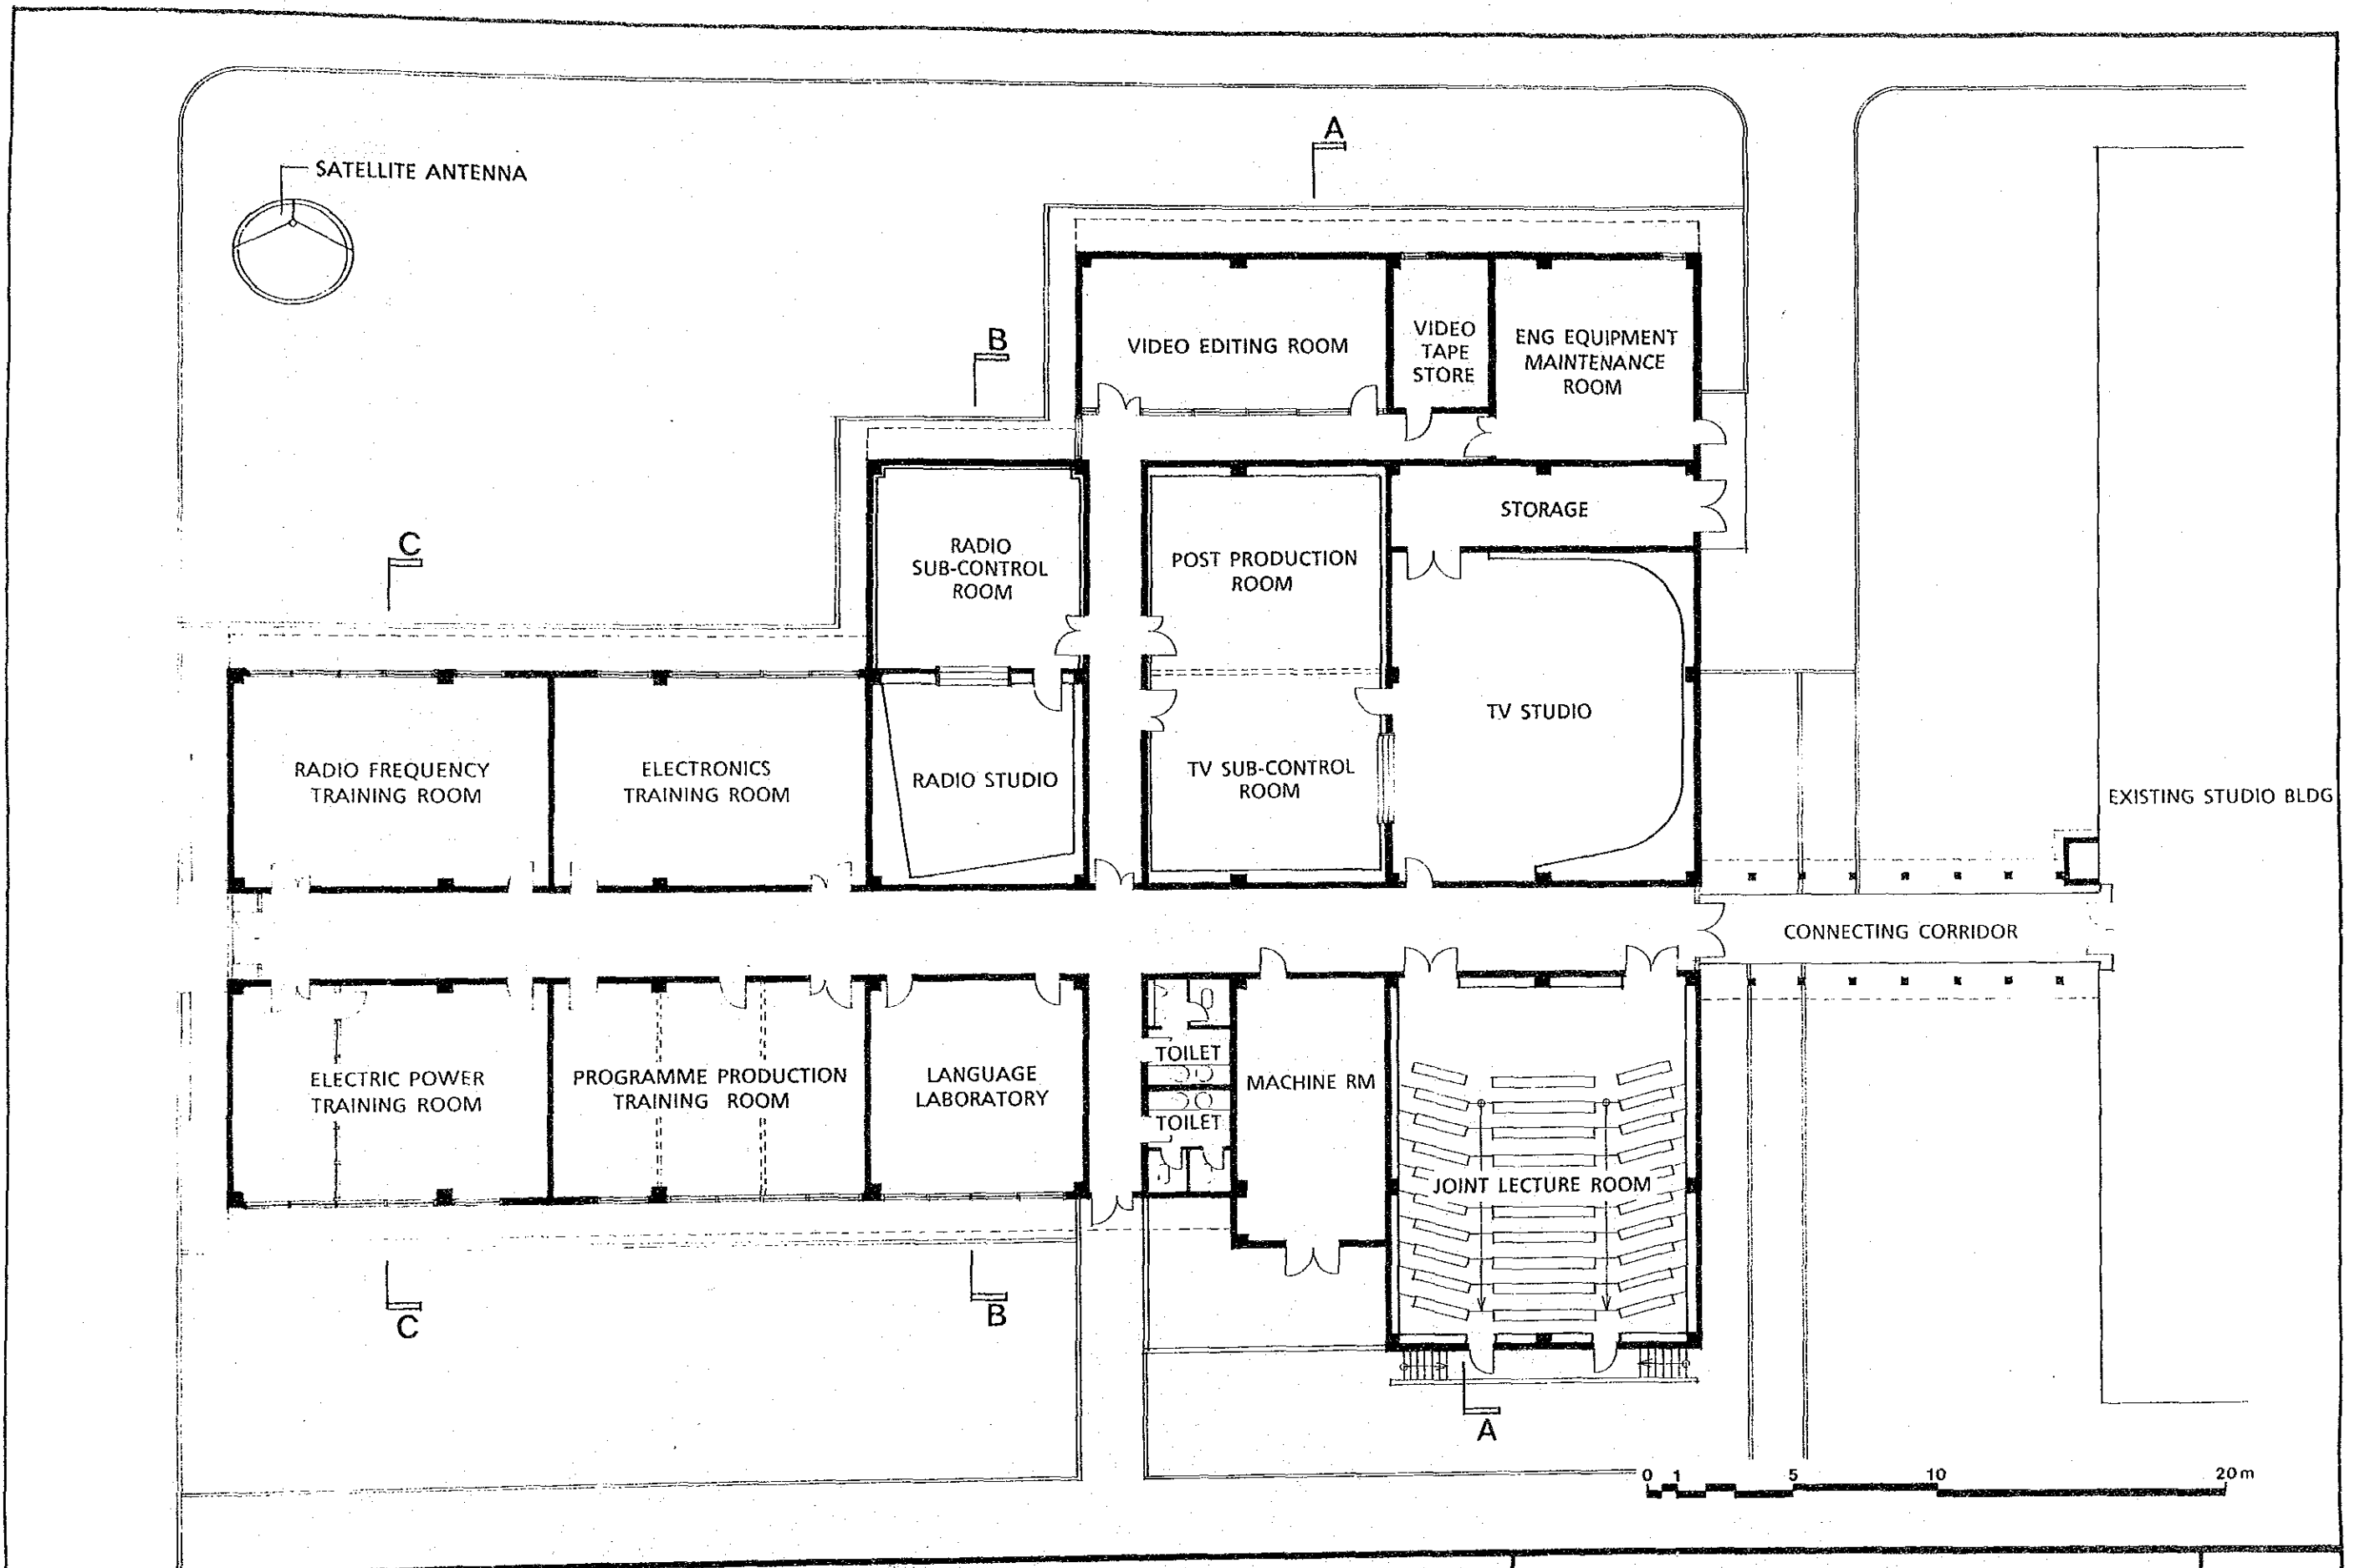 A
SATELLITE ANTENNA
B
VIDEO EDITING ROOM
VIDEO
TAPE
STORE
ENG EQUIPMENT
MAINTENANCE
ROOM
C
RADIO
SUB-CONTROL
ROOM
POST PRODUCTION
ROOM
STORAGE
TV STUDIO
RADIO FREQUENCY
TRAINING ROOM
ELECTRONICS
TRAINING ROOM
RADIO STUDIO
TV SUB-CONTROL
ROOM
EXISTING STUDIO BLDG
CONNECTING CORRIDOR
ELECTRIC POWER
TRAINING ROOM
PROGRAMME PRODUCTION
TRAINING ROOM
LANGUAGE
LABORATORY
TOILET
TOILET
MACHINE RM
JOINT LECTURE ROOM
C
B
A
0 1 5 10 20m